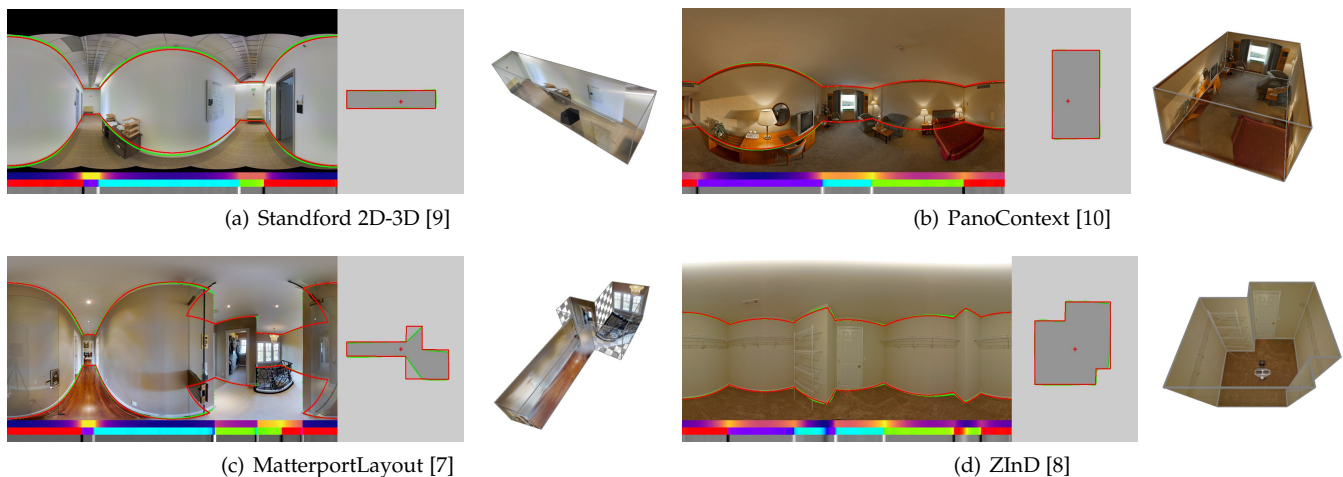 (a) Standford 2D-3D [9]
(b) PanoContext [10]
(c) MatterportLayout [7]
(d) ZInD [8]